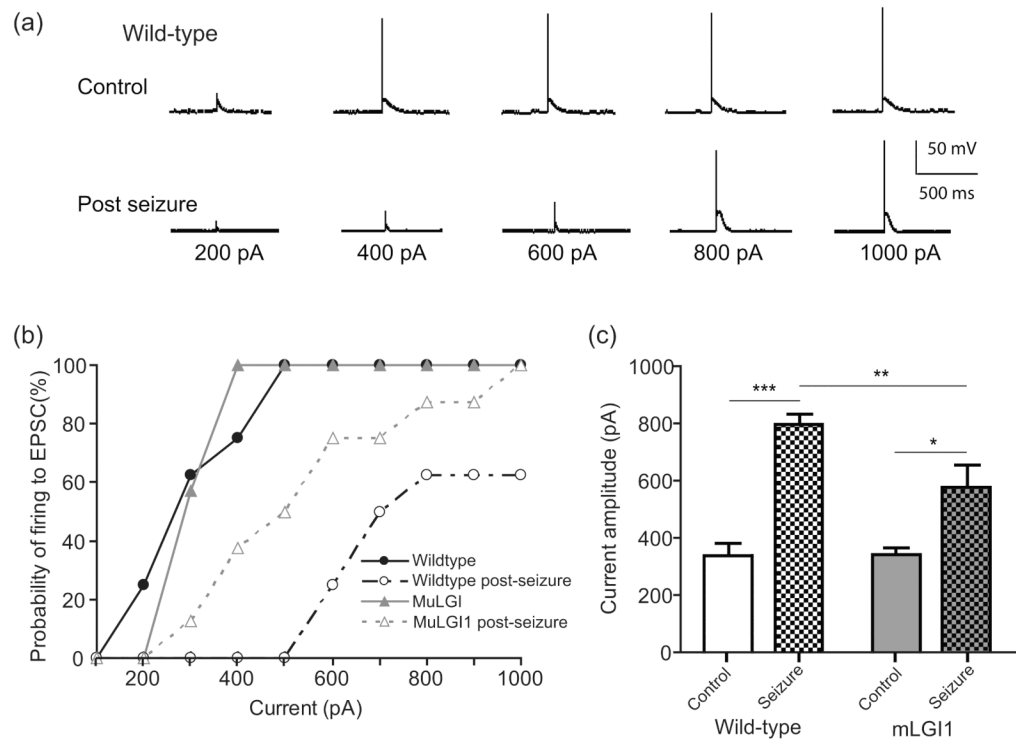 (a)
Wild-type
Control
50 mV
500 ms
Post seizure
200 pA
400 pA
600 pA
800 pA
1000 pA
(b)
Probability of firing to EPSC(%)
100
80
60
40
20
0
200
400
600
800
1000
Current (pA)
Wildtype
Wildtype post-seizure
MuLGI
MuLGI1 post-seizure
(c)
Current amplitude (pA)
1000
800
600
400
200
0
***
**
*
Control
Seizure
Control
Seizure
Wild-type
mLGI1